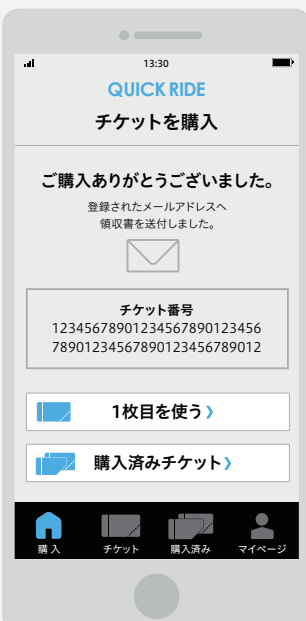 13:30
QUICK RIDE
チケットを購入
ご購入ありがとうございました。
登録されたメールアドレスへ
領収書を送付しました。
チケット番号
12345678901234567890123456
78901234567890123456789012
1枚目を使う 》
購入済みチケット 》
購入 チケット 購入済み マイページ